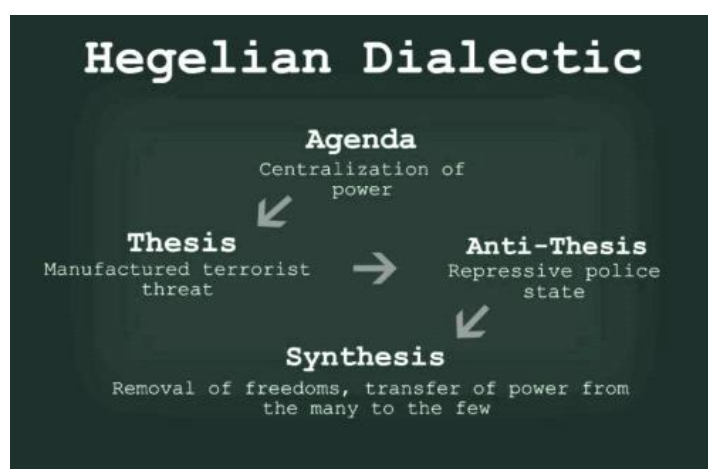 Hegelian Dialectic
Agenda
Centralization of
power
Thesis
Manufactured terrorist
threat
Anti-Thesis
Repressive police
state
Synthesis
Removal of freedoms, transfer of power from
the many to the few